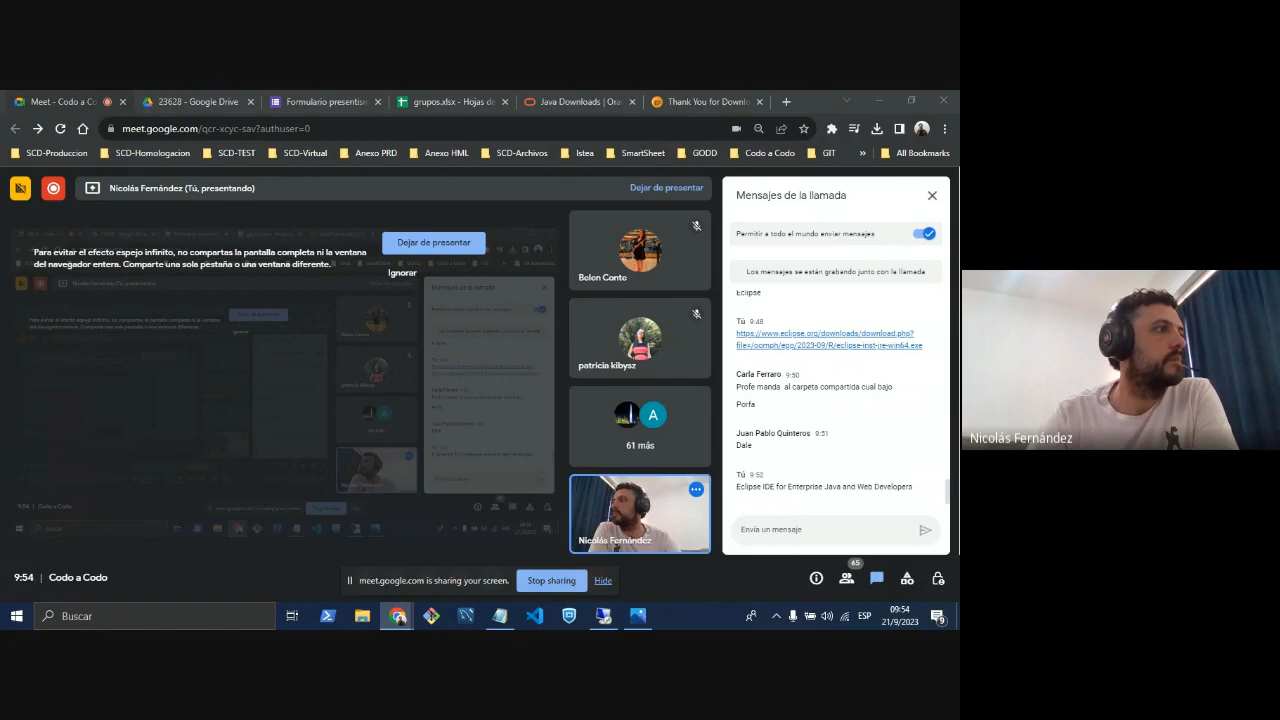 Meet - Codo a Co
23628 - Google Drive
Formulario presentism
grupos.xlsx - Hojas de
Java Downloads | Ora
Thank You for Downlo
meet.google.com/qcr-xcyc-sav?authuser=0
SCD-Produccion
SCD-Homologacion
SCD-TEST
SCD-Virtual
Anexo PRD
Anexo HML
SCD-Archivos
Istea
SmartSheet
GODD
Codo a Codo
GIT
All Bookmarks
Nicolás Fernández (Tú, presentando)
Dejar de presentar
Para evitar el efecto espejo infinito, no compartas la pantalla completa ni la ventana
del navegador entera. Comparte una sola pestaña o una ventana diferente.
Dejar de presentar
Ignorar
Belen Conte
patricia kibysz
A
61 más
Nicolás Fernández
Mensajes de la llamada
Permitir a todo el mundo enviar mensajes
Los mensajes se están grabando junto con la llamada
Eclipse
Tú 9:48
https://www.eclipse.org/downloads/download.php?
file=/oomph/epp/2023-09/R/eclipse-inst-jre-win64.exe
Carla Ferraro 9:50
Profe manda al carpeta compartida cual bajo
Porfa
Juan Pablo Quinteros 9:51
Dale
Tú 9:52
Eclipse IDE for Enterprise Java and Web Developers
Envía un mensaje
9:54 | Codo a Codo
meet.google.com is sharing your screen.
Stop sharing
Hide
65
Buscar
ESP
09:54
21/9/2023
9
Nicolás Fernández